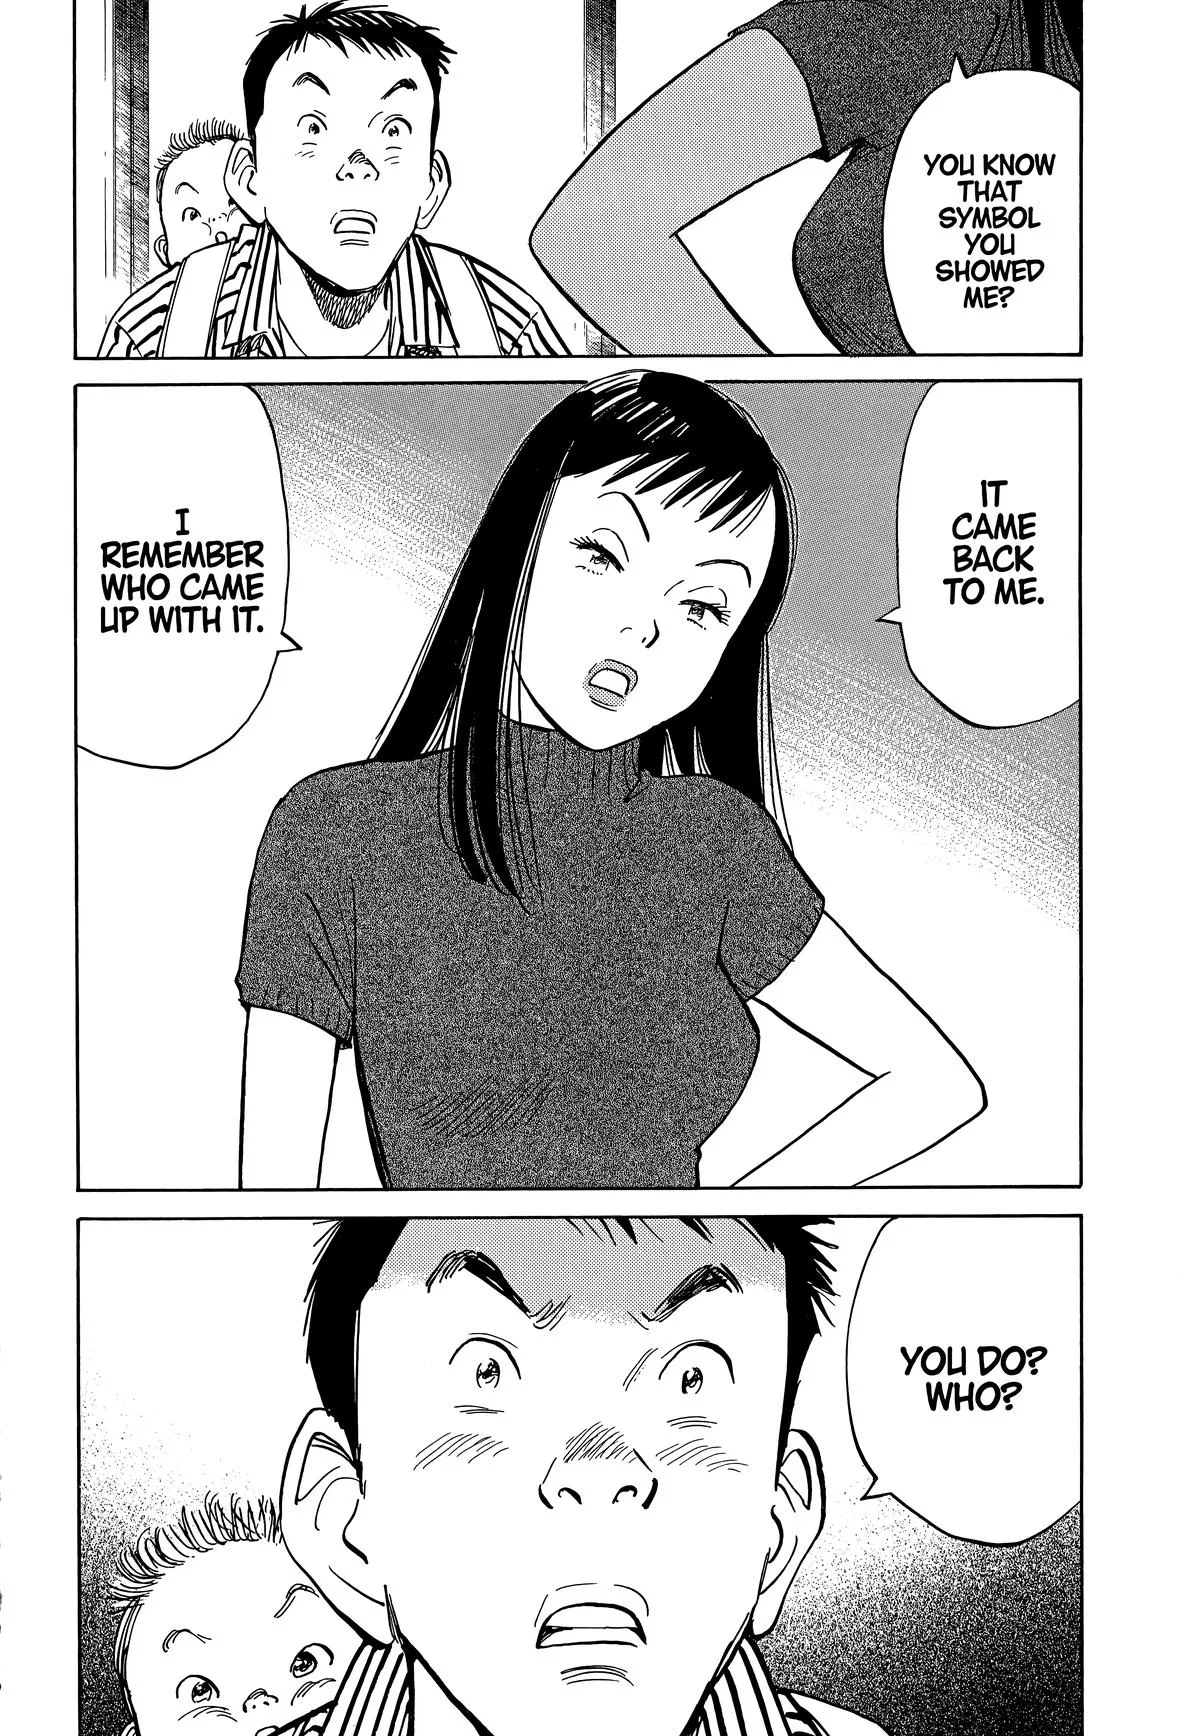 YOU KNOW
THAT
SYMBOL
YOU
SHOWED
ME?
IT
CAME
BACK
TO ME.
I
REMEMBER
WHO CAME
UP WITH IT.
YOU DO?
WHO?